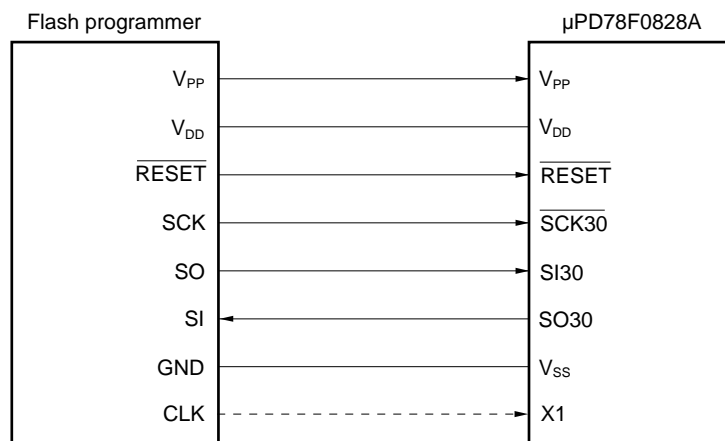 Flash programmer µPD78F0828A
VPP VPP
VDD VDD
RESET RESET
SCK SCK30
SO SI30
SI SO30
GND VSS
CLK X1